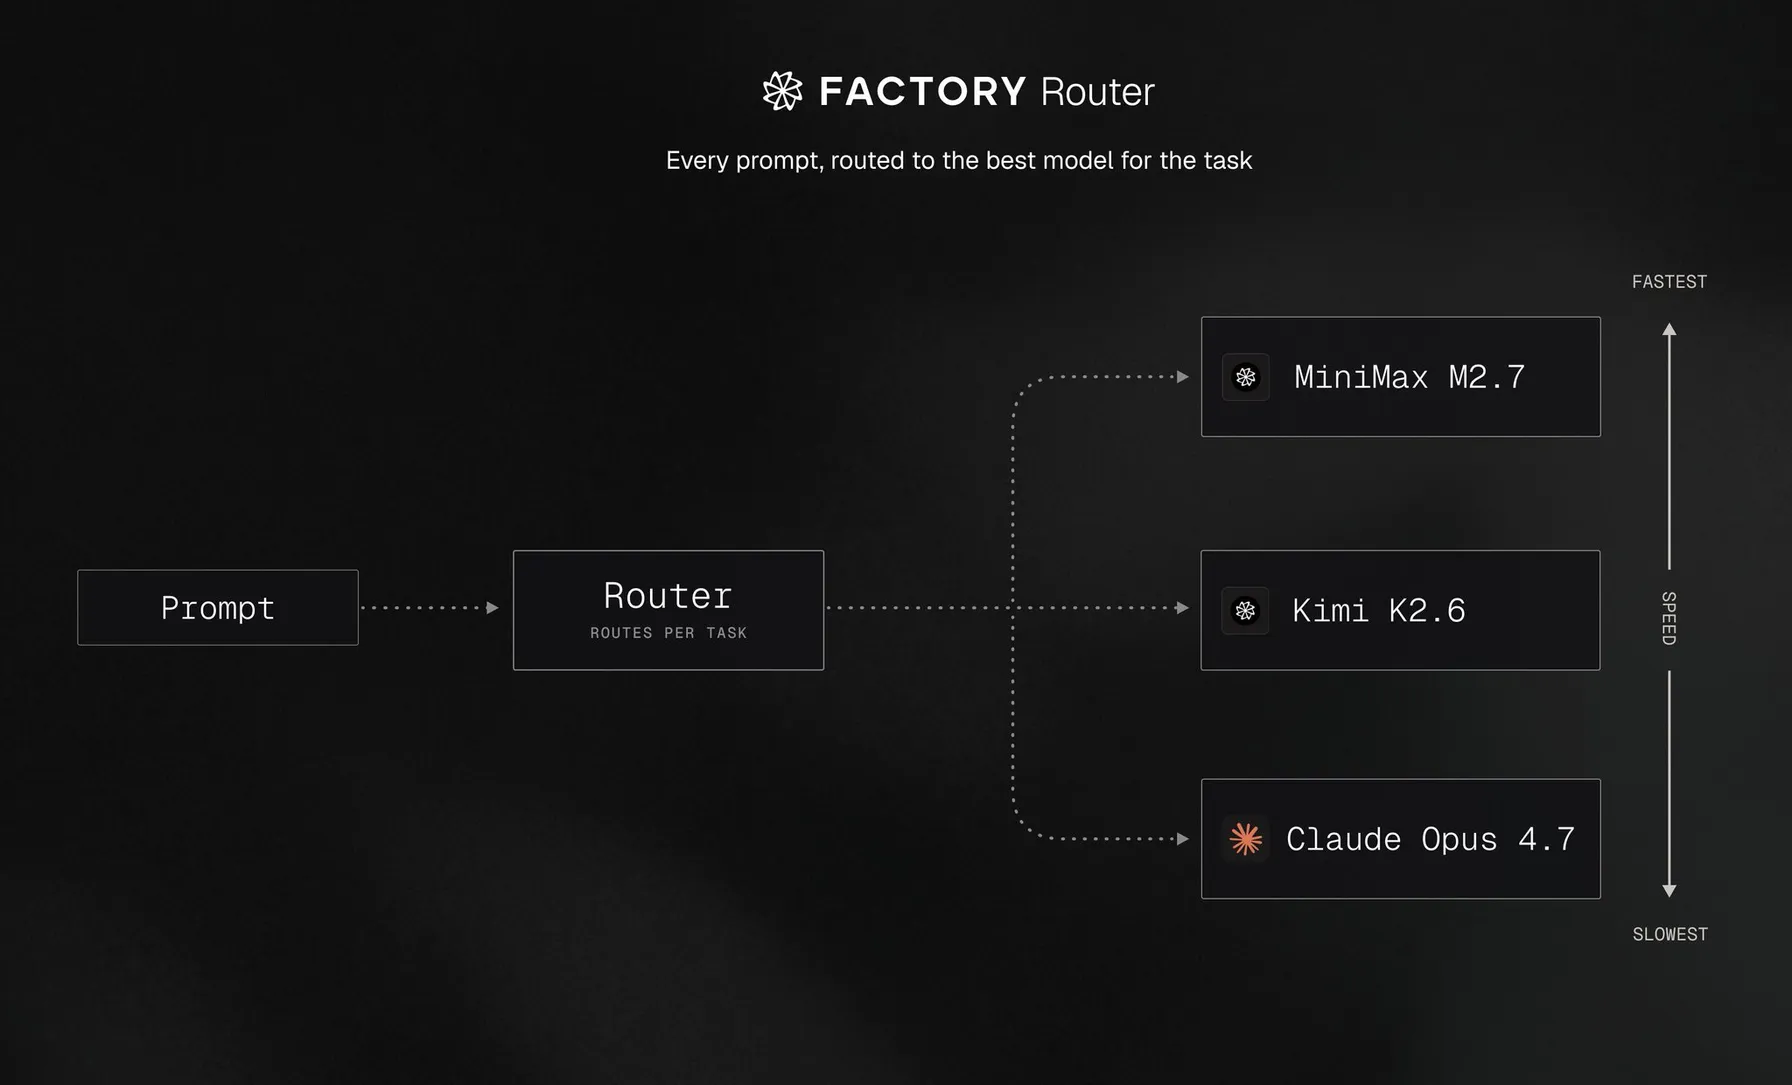 FACTORY Router
Every prompt, routed to the best model for the task
FASTEST
MiniMax M2.7
Prompt
Router
ROUTES PER TASK
Kimi K2.6
SPEED
Claude Opus 4.7
SLOWEST